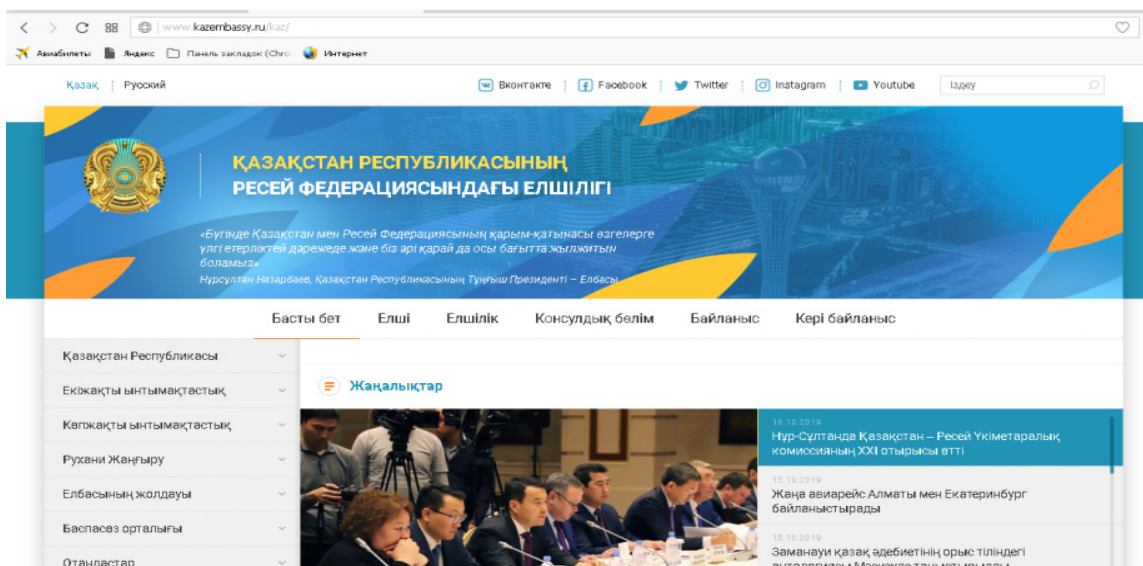 www.kazembassy.ru/kaz/
Авиабилеты Яндекс Панель закладок (Chro Интернет
Қазақ Русский Вконтакте Facebook Twitter Instagram Youtube Іздеу
ҚАЗАҚСТАН РЕСПУБЛИКАСЫНЫҢ
РЕСЕЙ ФЕДЕРАЦИЯСЫНДАҒЫ ЕЛШІЛІГІ
«Бүгінде Қазақстан мен Ресей Федерациясының қарым-қатынасы өзгелерге
үлгі етерліктей дәрежеде және біз әрі қарай да осы бағытта жылжитын
боламыз»
Нұрсұлтан Назарбаев, Қазақстан Республикасының Тұңғыш Президенті – Елбасы
Басты бет Елші Елшілік Консулдық бөлім Байланыс Кері байланыс
Қазақстан Республикасы
Екіжақты ынтымақтастық
Көпжақты ынтымақтастық
Рухани Жаңғыру
Елбасының жолдауы
Баспасөз орталығы
Отандастар
Жаңалықтар
16.10.2019
Нұр-Сұлтанда Қазақстан – Ресей Үкіметаралық
комиссияның XXI отырысы өтті
15.10.2019
Жаңа авиарейс Алматы мен Екатеринбург
байланыстырады
15.10.2019
Заманауи қазақ әдебиетінің орыс тіліндегі
антологиясы Мәскеуде таныстырылды